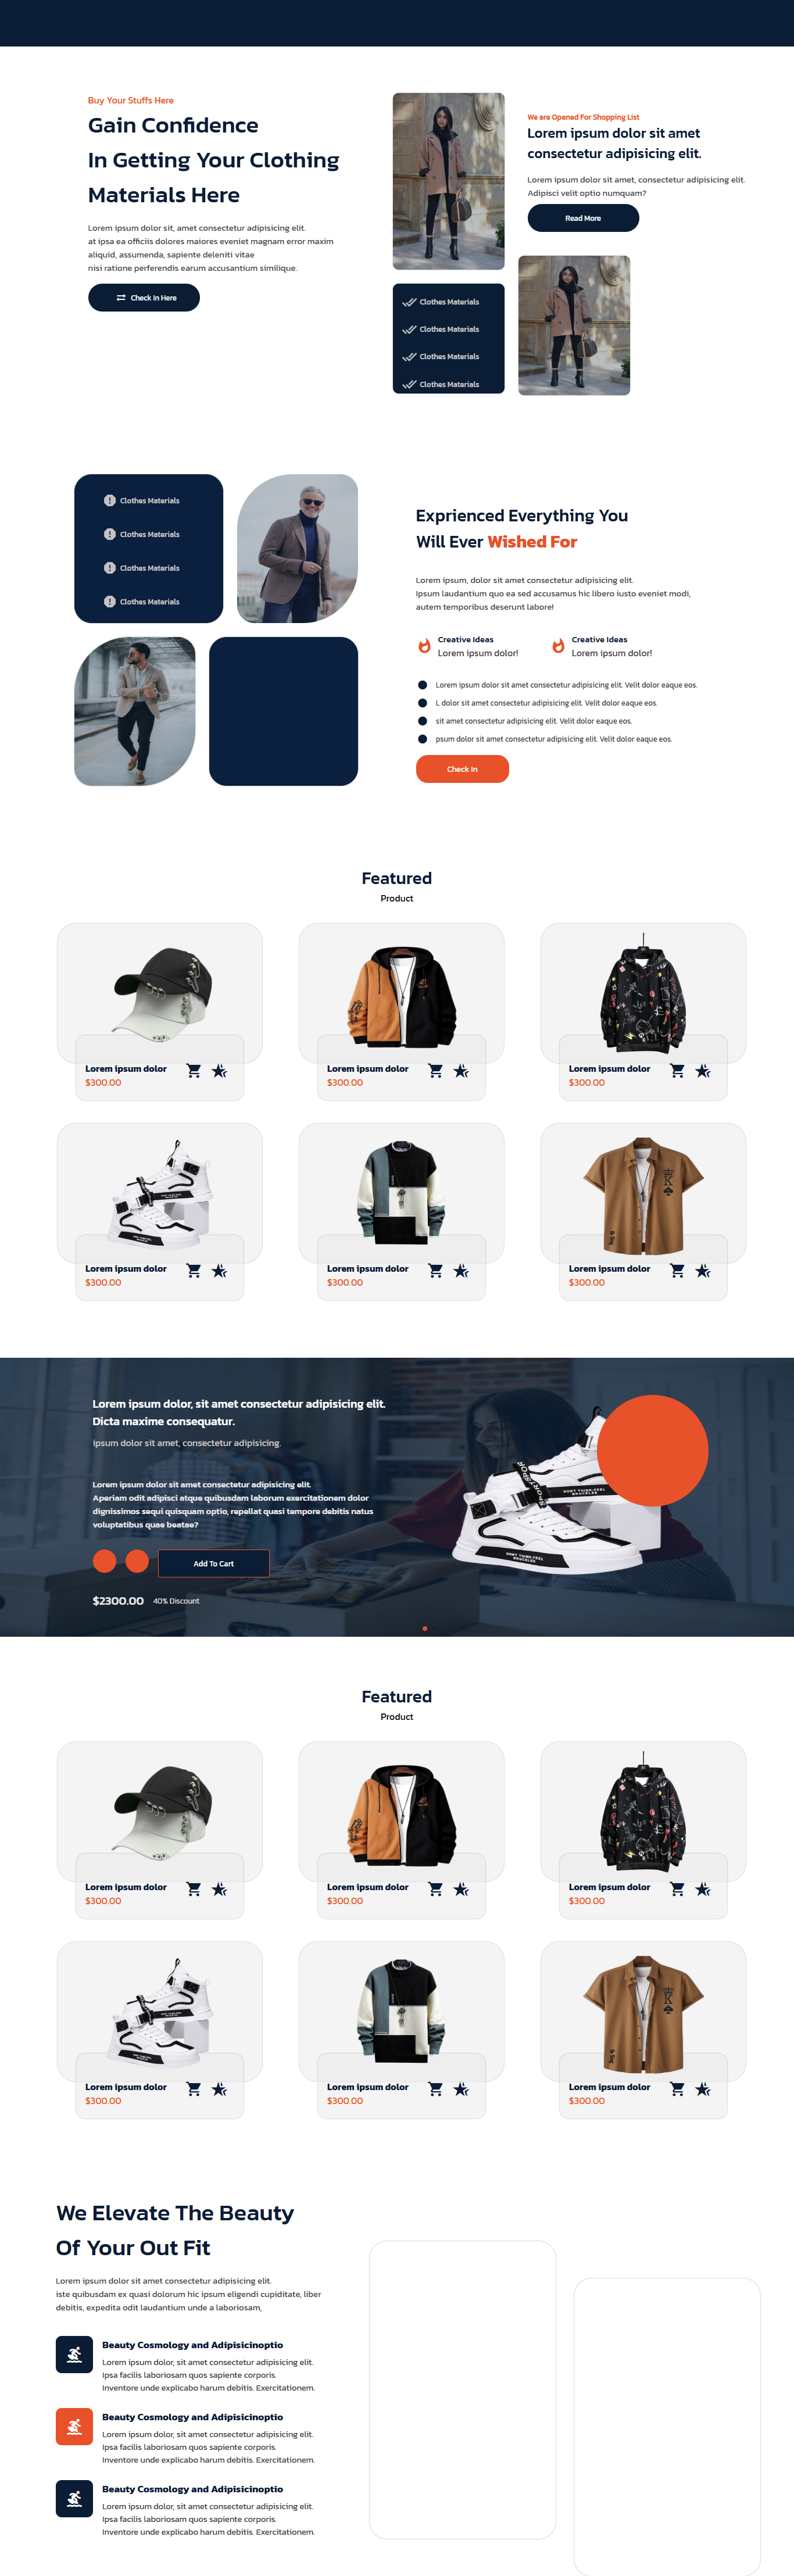 Buy Your Stuffs Here
Gain Confidence
In Getting Your Clothing
Materials Here
Lorem ipsum dolor sit, amet consectetur adipisicing elit.
at ipsa ea officiis dolores maiores eveniet magnam error maxim
aliquid, assumenda, sapiente deleniti vitae
nisi ratione perferendis earum accusantium similique.
Check In Here
We are Opened For Shopping List
Lorem ipsum dolor sit amet
consectetur adipisicing elit.
Lorem ipsum dolor sit amet, consectetur adipisicing elit.
Adipisci velit optio numquam?
Read More
Clothes Materials
Clothes Materials
Clothes Materials
Clothes Materials
Clothes Materials
Clothes Materials
Clothes Materials
Clothes Materials
Exprienced Everything You
Will Ever Wished For
Lorem ipsum, dolor sit amet consectetur adipisicing elit.
Ipsum laudantium quo ea sed accusamus hic libero iusto eveniet modi,
autem temporibus deserunt labore!
Creative Ideas
Lorem ipsum dolor!
Creative Ideas
Lorem ipsum dolor!
Lorem ipsum dolor sit amet consectetur adipisicing elit. Velit dolor eaque eos.
L dolor sit amet consectetur adipisicing elit. Velit dolor eaque eos.
sit amet consectetur adipisicing elit. Velit dolor eaque eos.
psum dolor sit amet consectetur adipisicing elit. Velit dolor eaque eos.
Check In
Featured
Product
Lorem ipsum dolor
$300.00
Lorem ipsum dolor
$300.00
Lorem ipsum dolor
$300.00
Lorem ipsum dolor
$300.00
Lorem ipsum dolor
$300.00
K
Lorem ipsum dolor
$300.00
Lorem ipsum dolor, sit amet consectetur adipisicing elit.
Dicta maxime consequatur.
ipsum dolor sit amet, consectetur adipisicing.
Lorem ipsum dolor sit amet consectetur adipisicing elit.
Aperiam odit adipisci atque quibusdam laborum exercitationem dolor
dignissimos sequi quisquam optio, repellat quasi tempore debitis natus
voluptatibus quae beatae?
Add To Cart
$2300.00 40% Discount
SPORT
DON'T THINK-FEEL
DON'T THINK-FEEL
BRUCELEE
Featured
Product
Lorem ipsum dolor
$300.00
Lorem ipsum dolor
$300.00
Lorem ipsum dolor
$300.00
Lorem ipsum dolor
$300.00
Lorem ipsum dolor
$300.00
K
Lorem ipsum dolor
$300.00
We Elevate The Beauty
Of Your Out Fit
Lorem ipsum dolor sit amet consectetur adipisicing elit.
iste quibusdam ex quasi dolorum hic ipsum eligendi cupiditate, liber
debitis, expedita odit laudantium unde a laboriosam,
Beauty Cosmology and Adipisicinoptio
Lorem ipsum dolor, sit amet consectetur adipisicing elit.
Ipsa facilis laboriosam quos sapiente corporis.
Inventore unde explicabo harum debitis. Exercitationem.
Beauty Cosmology and Adipisicinoptio
Lorem ipsum dolor, sit amet consectetur adipisicing elit.
Ipsa facilis laboriosam quos sapiente corporis.
Inventore unde explicabo harum debitis. Exercitationem.
Beauty Cosmology and Adipisicinoptio
Lorem ipsum dolor, sit amet consectetur adipisicing elit.
Ipsa facilis laboriosam quos sapiente corporis.
Inventore unde explicabo harum debitis. Exercitationem.